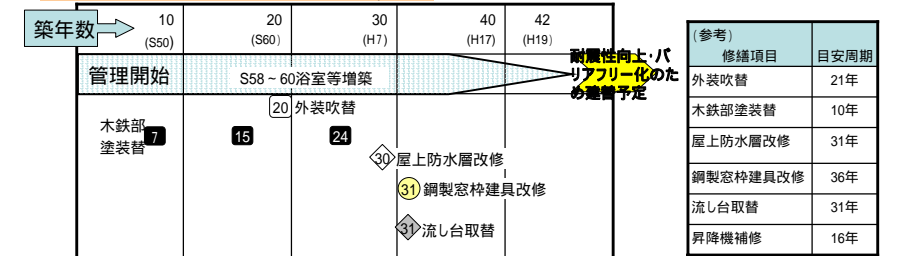 築年数
10 20 30 40 42
(S50) (S60) (H7) (H17) (H19)
管理開始
S58~60浴室等増築
耐震性向上・バ
リアフリー化のた
め建替予定
20 外装吹替
木鉄部
塗装替
7 15 24
30 屋上防水層改修
31 鋼製窓枠建具改修
31 流し台取替
(参考)
修繕項目 目安周期
外装吹替 21年
木鉄部塗装替 10年
屋上防水層改修 31年
鋼製窓枠建具改修 36年
流し台取替 31年
昇降機補修 16年